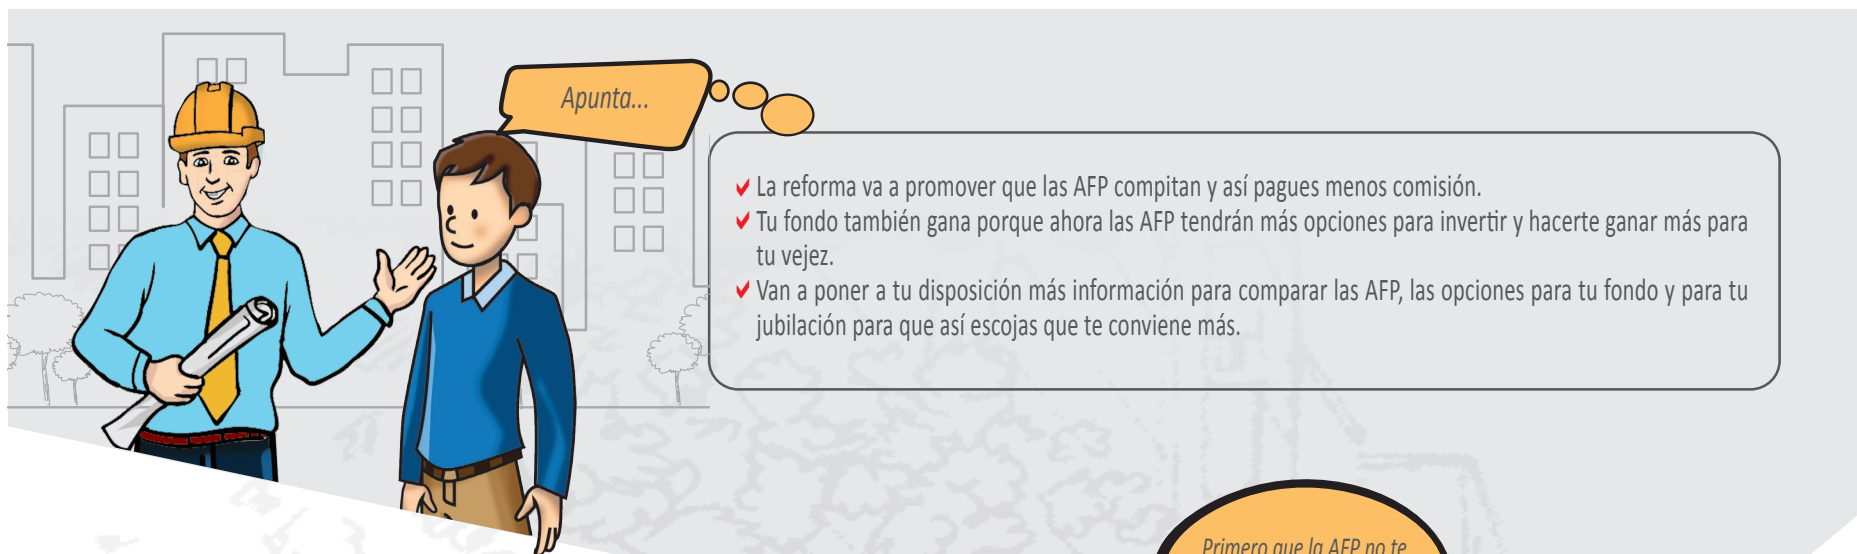 Apunta...
La reforma va a promover que las AFP compitan y así pagues menos comisión.
Tu fondo también gana porque ahora las AFP tendrán más opciones para invertir y hacerte ganar más para
tu vejez.
Van a poner a tu disposición más información para comparar las AFP, las opciones para tu fondo y para tu
jubilación para que así escojas que te conviene más.
Primero que la AFP no te